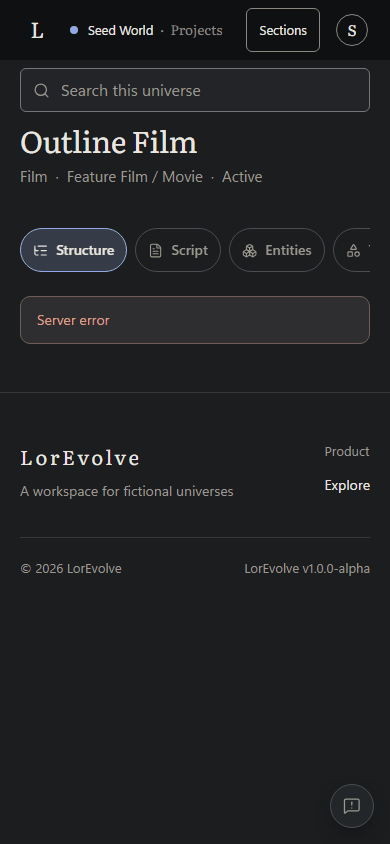 L
Seed World · Projects
Sections
S
Search this universe
Outline Film
Film · Feature Film / Movie · Active
Structure
Script
Entities
Server error
LorEvolve
A workspace for fictional universes
Product
Explore
© 2026 LorEvolve
LorEvolve v1.0.0-alpha